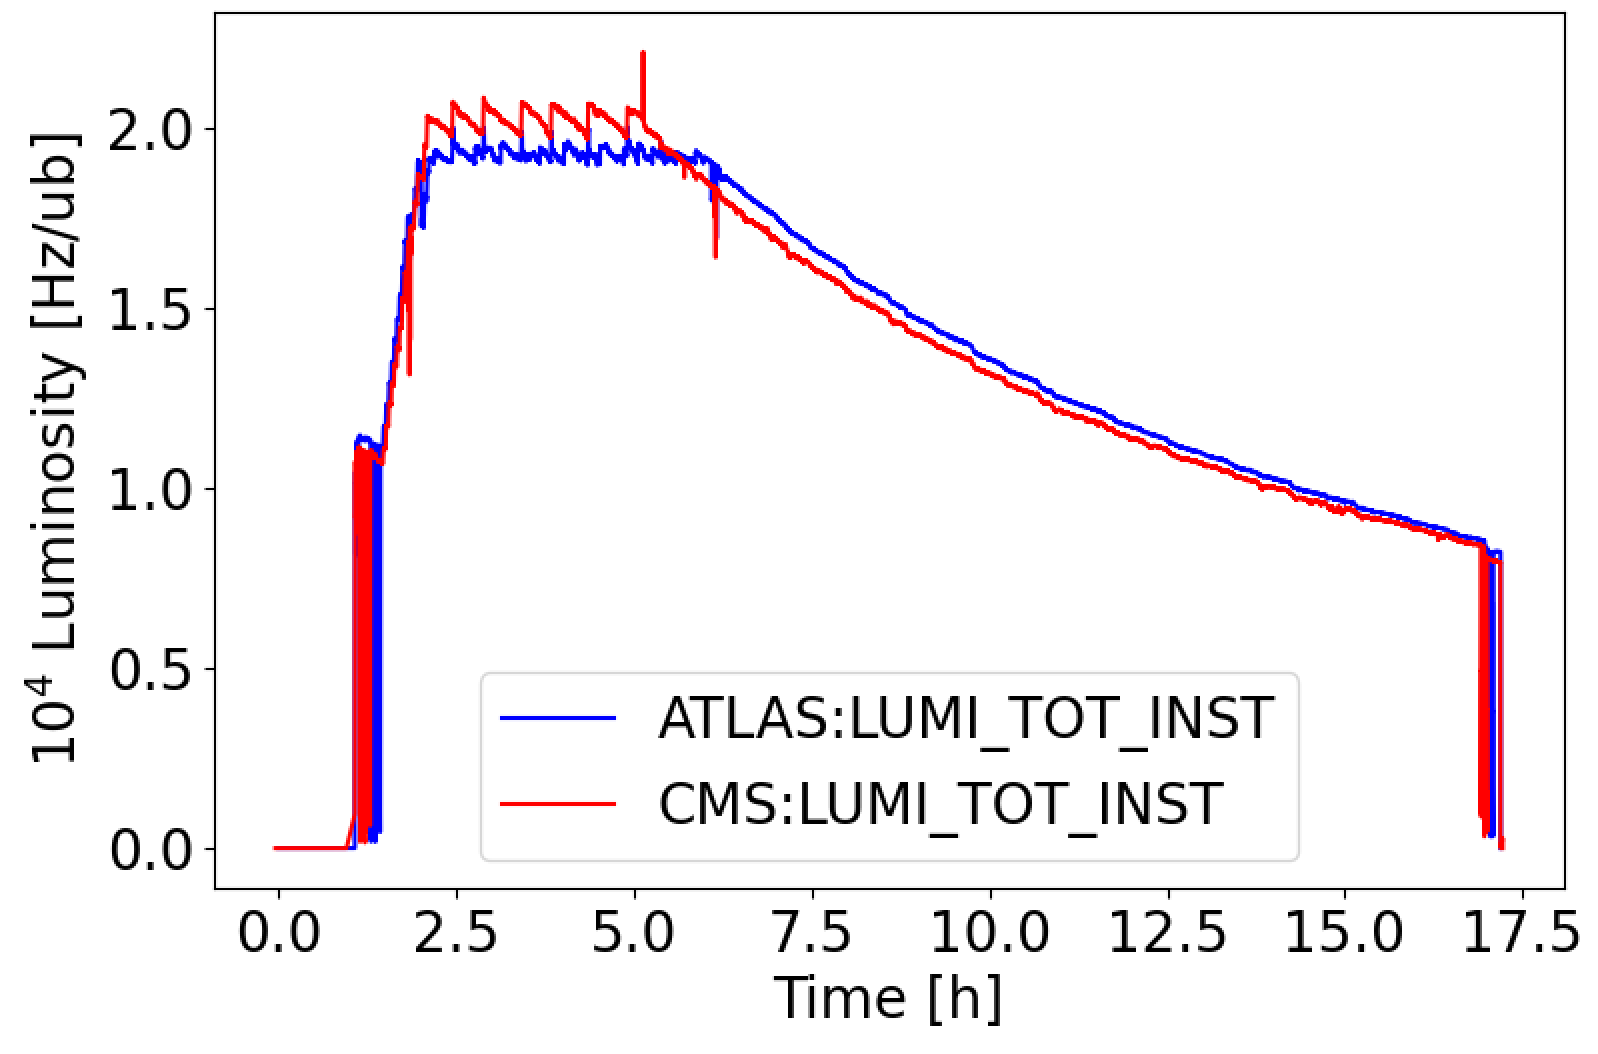 10⁴ Luminosity [Hz/ub]
2.0
1.5
1.0
0.5
0.0
ATLAS:LUMI_TOT_INST
CMS:LUMI_TOT_INST
0.0 2.5 5.0 7.5 10.0 12.5 15.0 17.5
Time [h]